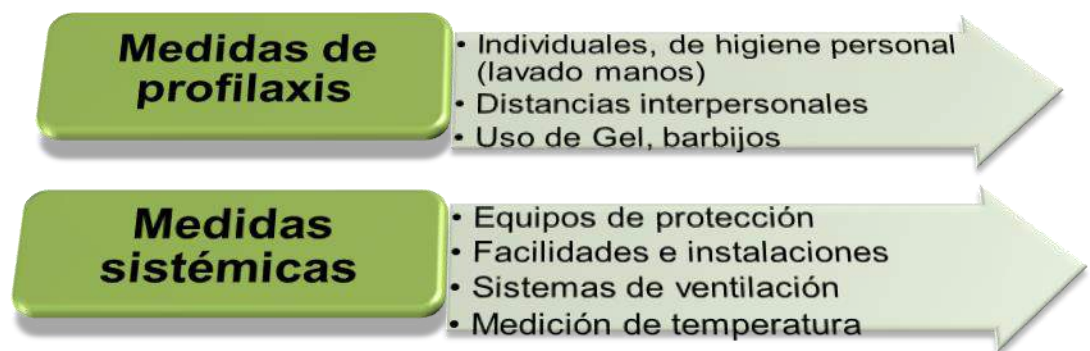 Medidas de
profilaxis
• Individuales, de higiene personal
(lavado manos)
• Distancias interpersonales
• Uso de Gel, barbijos
Medidas
sistémicas
• Equipos de protección
• Facilidades e instalaciones
• Sistemas de ventilación
• Medición de temperatura